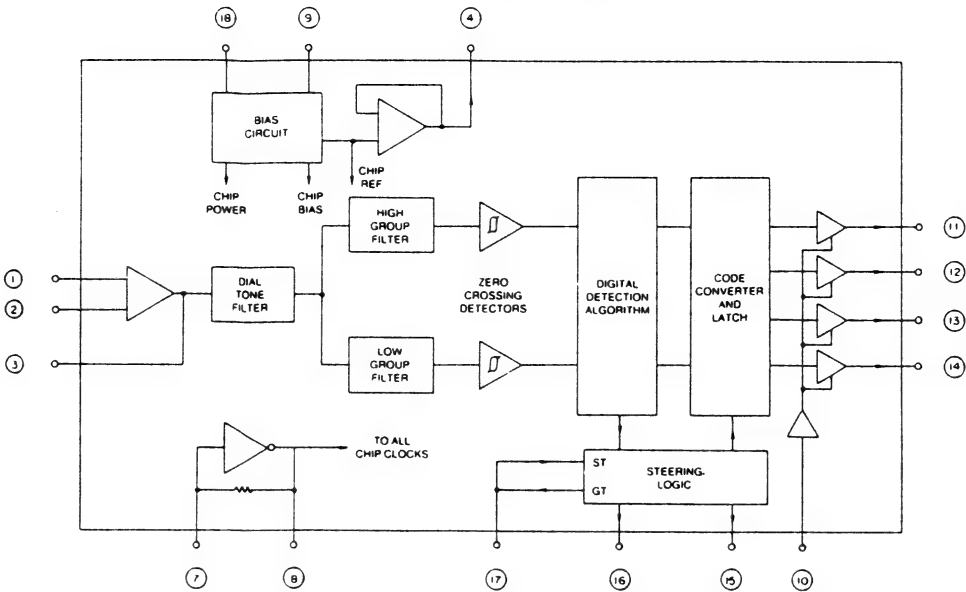 18
9
4
BIAS
CIRCUIT
CHIP
REF
CHIP
POWER
CHIP
BIAS
HIGH
GROUP
FILTER
1
2
3
DIAL
TONE
FILTER
ZERO
CROSSING
DETECTORS
DIGITAL
DETECTION
ALGORITHM
CODE
CONVERTER
AND
LATCH
11
12
13
14
LOW
GROUP
FILTER
TO ALL
CHIP CLOCKS
ST
GT
STEERING
LOGIC
7
8
17
16
15
10